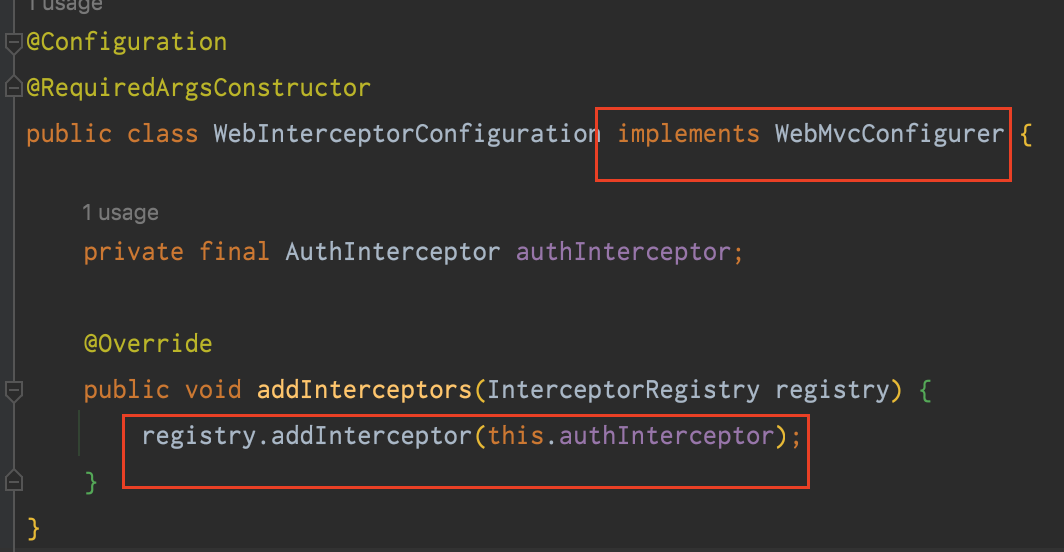 1 usage
@Configuration
@RequiredArgsConstructor
public class WebInterceptorConfiguration implements WebMvcConfigurer {
1 usage
private final AuthInterceptor authInterceptor;
@Override
public void addInterceptors(InterceptorRegistry registry) {
registry.addInterceptor(this.authInterceptor);
}
}